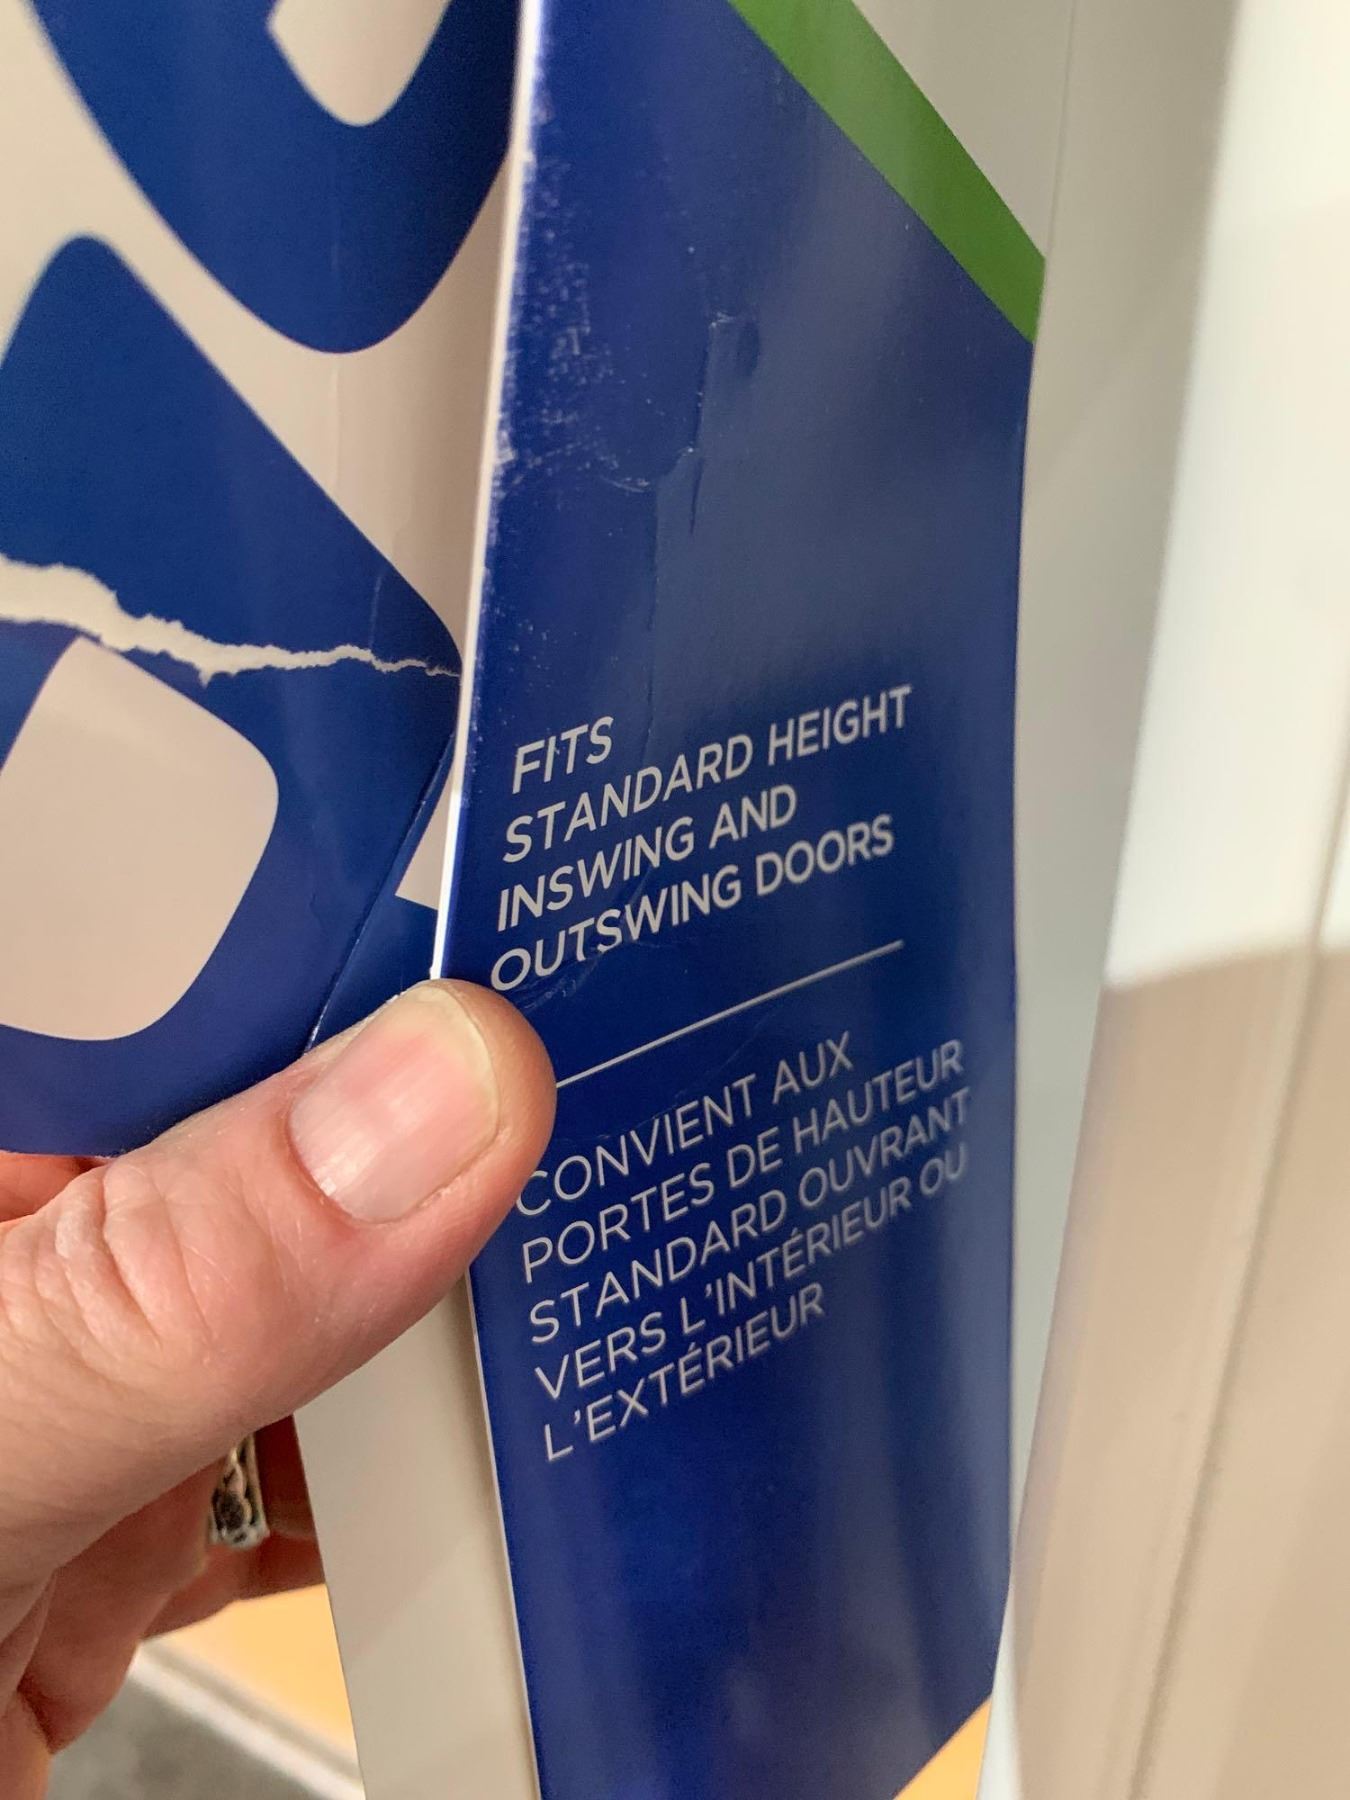 FITS
STANDARD HEIGHT
INSWING AND
OUTSWING DOORS
CONVIENT AUX
PORTES DE HAUTEUR
STANDARD OUVRANT
VERS L'INTÉRIEUR OU
L'EXTÉRIEUR